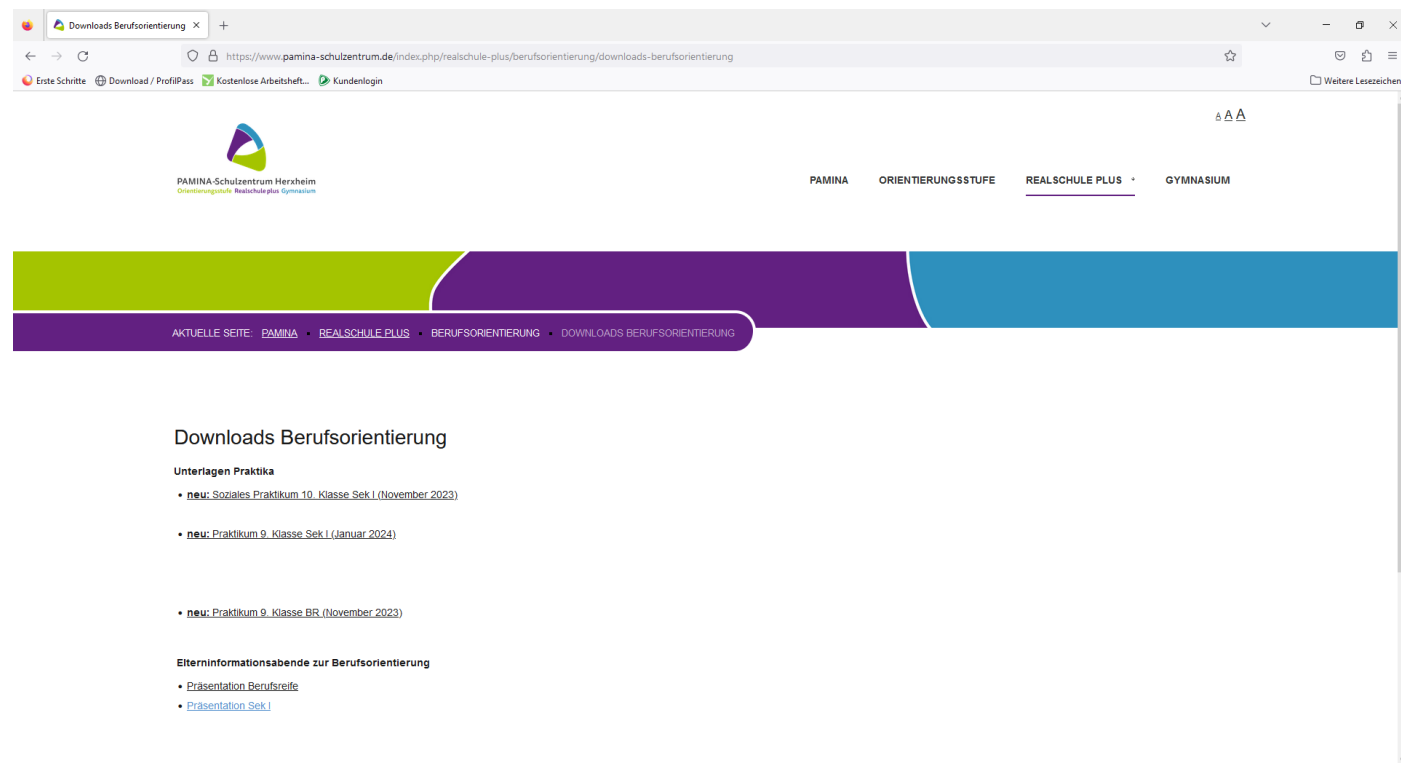 Downloads Berufsorientierung
https://www.pamina-schulzentrum.de/index.php/realschule-plus/berufsorientierung/downloads-berufsorientierung
Erste Schritte Download / ProfilPass Kostenlose Arbeitsheft... Kundenlogin Weitere Lesezeichen
A A A
PAMINA-Schulzentrum Herxheim
Orientierungsstufe Realschule plus Gymnasium
PAMINA ORIENTIERUNGSSTUFE REALSCHULE PLUS + GYMNASIUM
AKTUELLE SEITE: PAMINA • REALSCHULE PLUS • BERUFSORIENTIERUNG • DOWNLOADS BERUFSORIENTIERUNG
Downloads Berufsorientierung
Unterlagen Praktika
• neu: Soziales Praktikum 10. Klasse Sek I (November 2023)
• neu: Praktikum 9. Klasse Sek I (Januar 2024)
• neu: Praktikum 9. Klasse BR (November 2023)
Elterninformationsabende zur Berufsorientierung
• Präsentation Berufsreife
• Präsentation Sek I